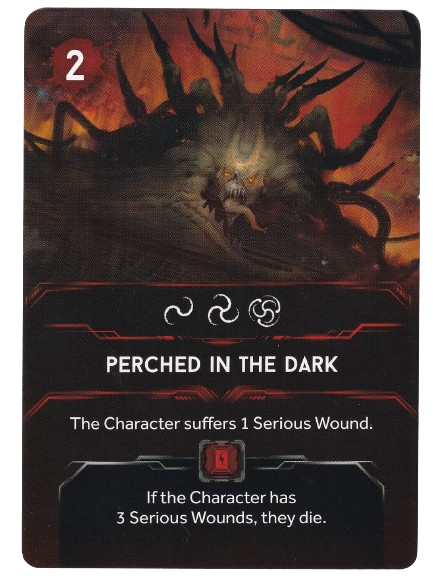 2
PERCHED IN THE DARK
The Character suffers 1 Serious Wound.
If the Character has
3 Serious Wounds, they die.